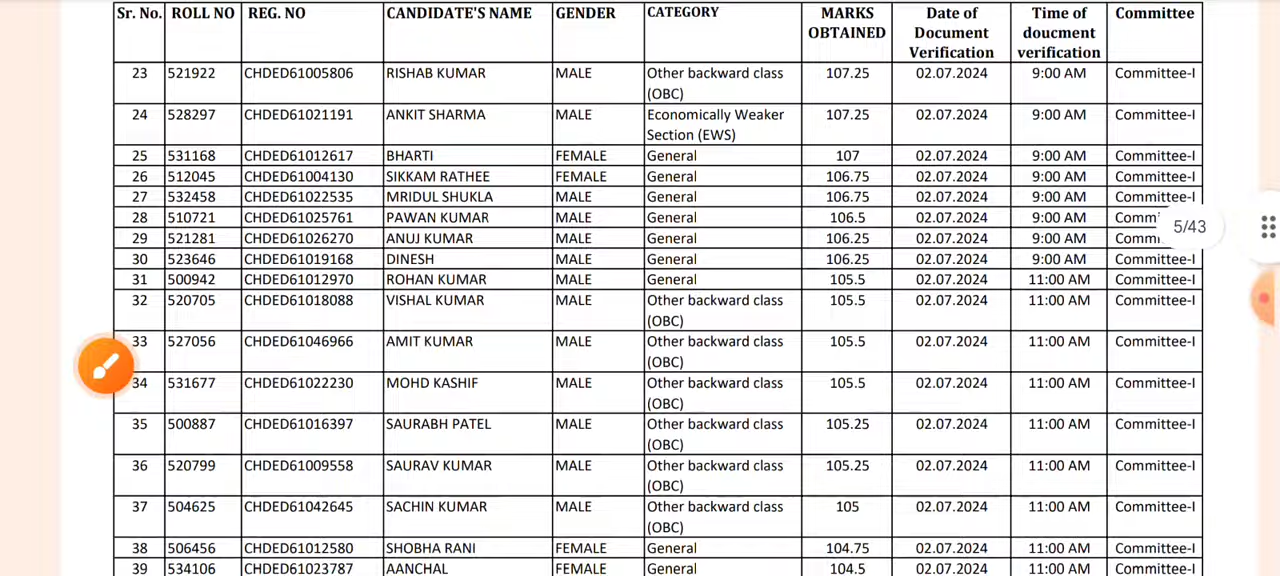 Sr. No. ROLL NO REG. NO CANDIDATE'S NAME GENDER CATEGORY MARKS OBTAINED Date of Document Verification Time of doucment verification Committee
23 521922 CHDED61005806 RISHAB KUMAR MALE Other backward class (OBC) 107.25 02.07.2024 9:00 AM Committee-I
24 528297 CHDED61021191 ANKIT SHARMA MALE Economically Weaker Section (EWS) 107.25 02.07.2024 9:00 AM Committee-I
25 531168 CHDED61012617 BHARTI FEMALE General 107 02.07.2024 9:00 AM Committee-I
26 512045 CHDED61004130 SIKKAM RATHEE FEMALE General 106.75 02.07.2024 9:00 AM Committee-I
27 532458 CHDED61022535 MRIDUL SHUKLA MALE General 106.75 02.07.2024 9:00 AM Committee-I
28 510721 CHDED61025761 PAWAN KUMAR MALE General 106.5 02.07.2024 9:00 AM
5/43
29 521281 CHDED61026270 ANUJ KUMAR MALE General 106.25 02.07.2024 9:00 AM
30 523646 CHDED61019168 DINESH MALE General 106.25 02.07.2024 9:00 AM Committee-I
31 500942 CHDED61012970 ROHAN KUMAR MALE General 105.5 02.07.2024 11:00 AM Committee-I
32 520705 CHDED61018088 VISHAL KUMAR MALE Other backward class (OBC) 105.5 02.07.2024 11:00 AM Committee-I
33 527056 CHDED61046966 AMIT KUMAR MALE Other backward class (OBC) 105.5 02.07.2024 11:00 AM Committee-I
34 531677 CHDED61022230 MOHD KASHIF MALE Other backward class (OBC) 105.5 02.07.2024 11:00 AM Committee-I
35 500887 CHDED61016397 SAURABH PATEL MALE Other backward class (OBC) 105.25 02.07.2024 11:00 AM Committee-I
36 520799 CHDED61009558 SAURAV KUMAR MALE Other backward class (OBC) 105.25 02.07.2024 11:00 AM Committee-I
37 504625 CHDED61042645 SACHIN KUMAR MALE Other backward class (OBC) 105 02.07.2024 11:00 AM Committee-I
38 506456 CHDED61012580 SHOBHA RANI FEMALE General 104.75 02.07.2024 11:00 AM Committee-I
39 534106 CHDED61023787 AANCHAL FEMALE General 104.5 02.07.2024 11:00 AM Committee-I